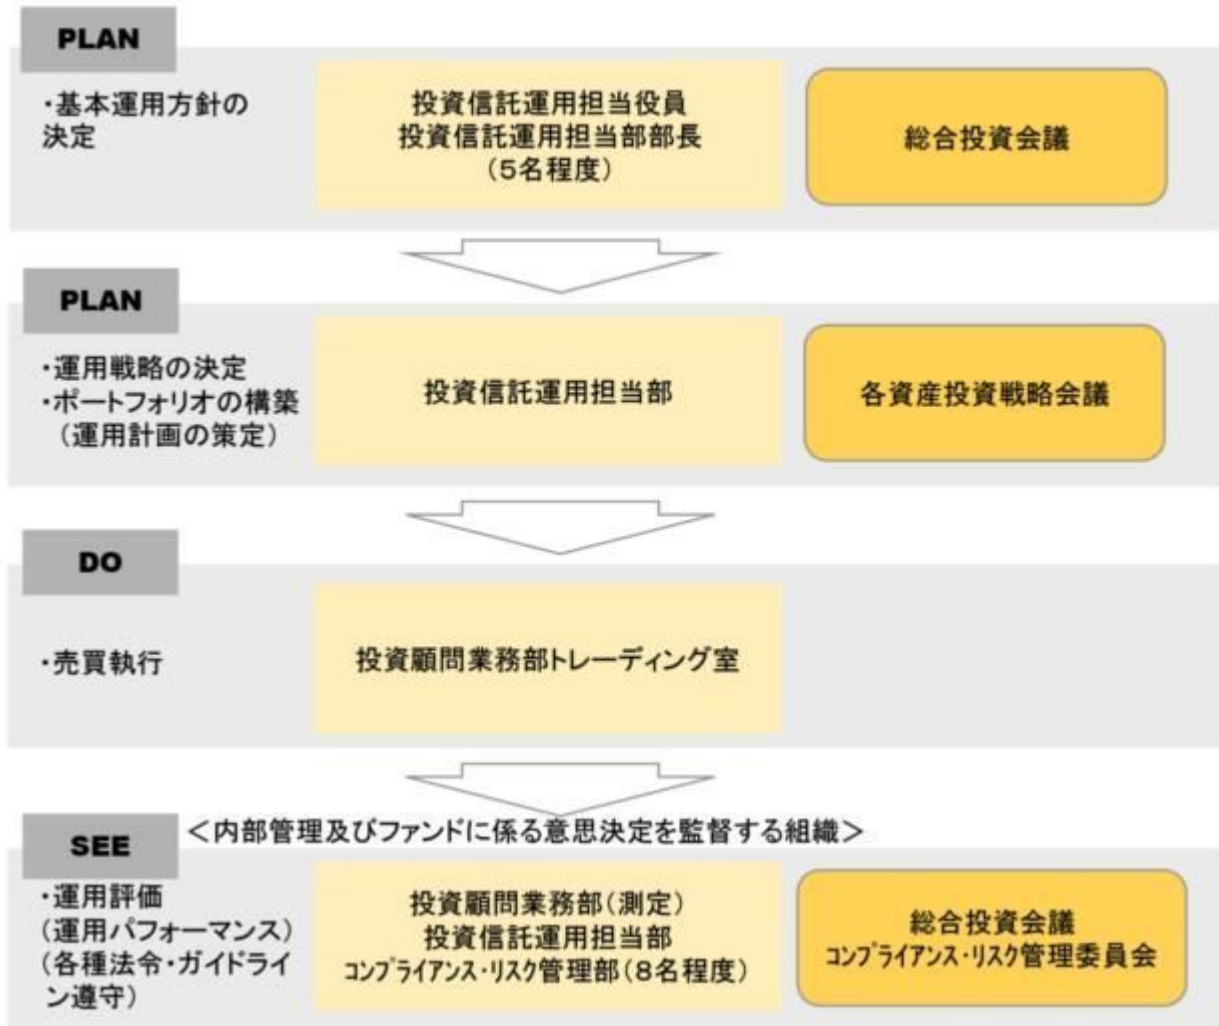 PLAN
・基本運用方針の
決定
投資信託運用担当役員
投資信託運用担当部部長
(5名程度)
総合投資会議
PLAN
・運用戦略の決定
・ポートフォリオの構築
(運用計画の策定)
投資信託運用担当部
各資産投資戦略会議
DO
・売買執行
投資顧問業務部トレーディング室
SEE
＜内部管理及びファンドに係る意思決定を監督する組織＞
・運用評価
(運用パフォーマンス)
(各種法令・ガイドライ
ン遵守)
投資顧問業務部(測定)
投資信託運用担当部
コンプライアンス・リスク管理部(8名程度)
総合投資会議
コンプライアンス・リスク管理委員会